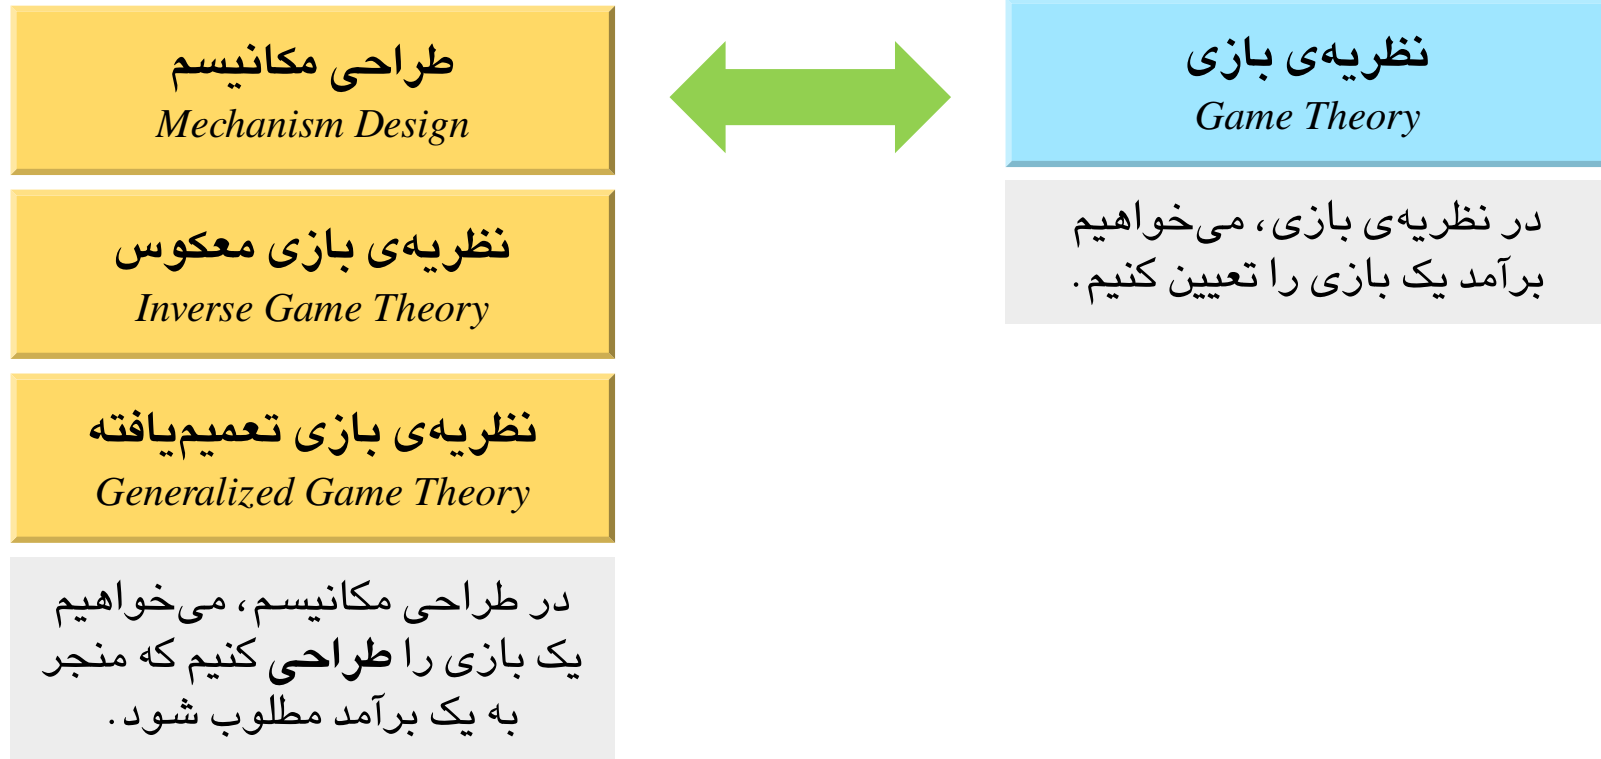 نظریه‌ی بازی
Game Theory
در نظریه‌ی بازی، می‌خواهیم
برآمد یک بازی را تعیین کنیم.
طراحی مکانیسم
Mechanism Design
نظریه‌ی بازی معکوس
Inverse Game Theory
نظریه‌ی بازی تعمیم‌یافته
Generalized Game Theory
در طراحی مکانیسم، می‌خواهیم
یک بازی را طراحی کنیم که منجر
به یک برآمد مطلوب شود.